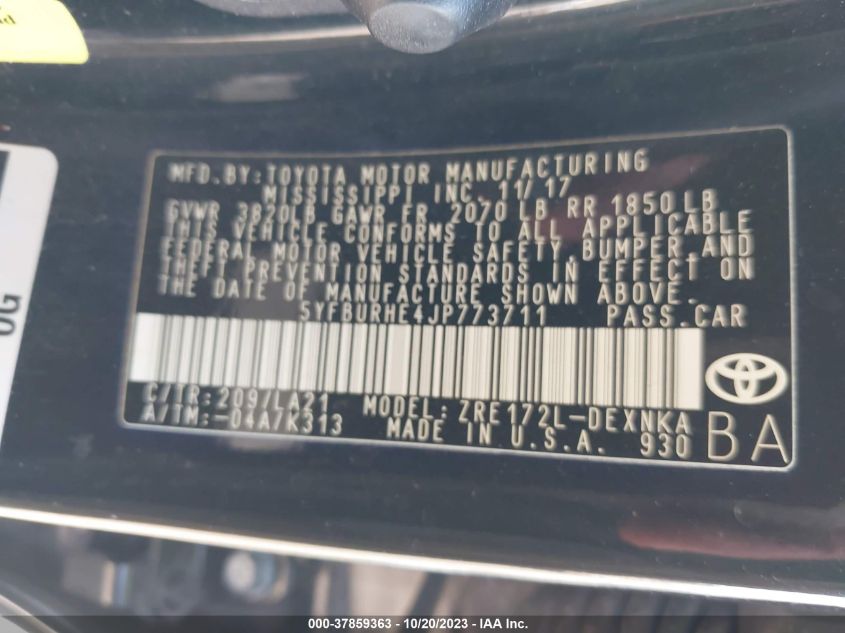 MFD.BY:TOYOTA MOTOR MANUFACTURING
MISSISSIPPI INC. 11/17
GVWR 3820LB GAWR FR 2070 LB RR 1850LB
THIS VEHICLE CONFORMS TO ALL APPLICABLE
FEDERAL MOTOR VEHICLE SAFETY,BUMPER,AND
THEFT PREVENTION STANDARDS IN EFFECT ON
THE DATE OF MANUFACTURE SHOWN ABOVE.
5YFBURHE4JP773711 PASS.CAR
C/TR:209/LA21 MODEL:ZRE172L-DEXNKA
A/TM:-04A/K313 MADE IN U.S.A. 930
BA
OG
000-37859363 - 10/20/2023 - IAA Inc.